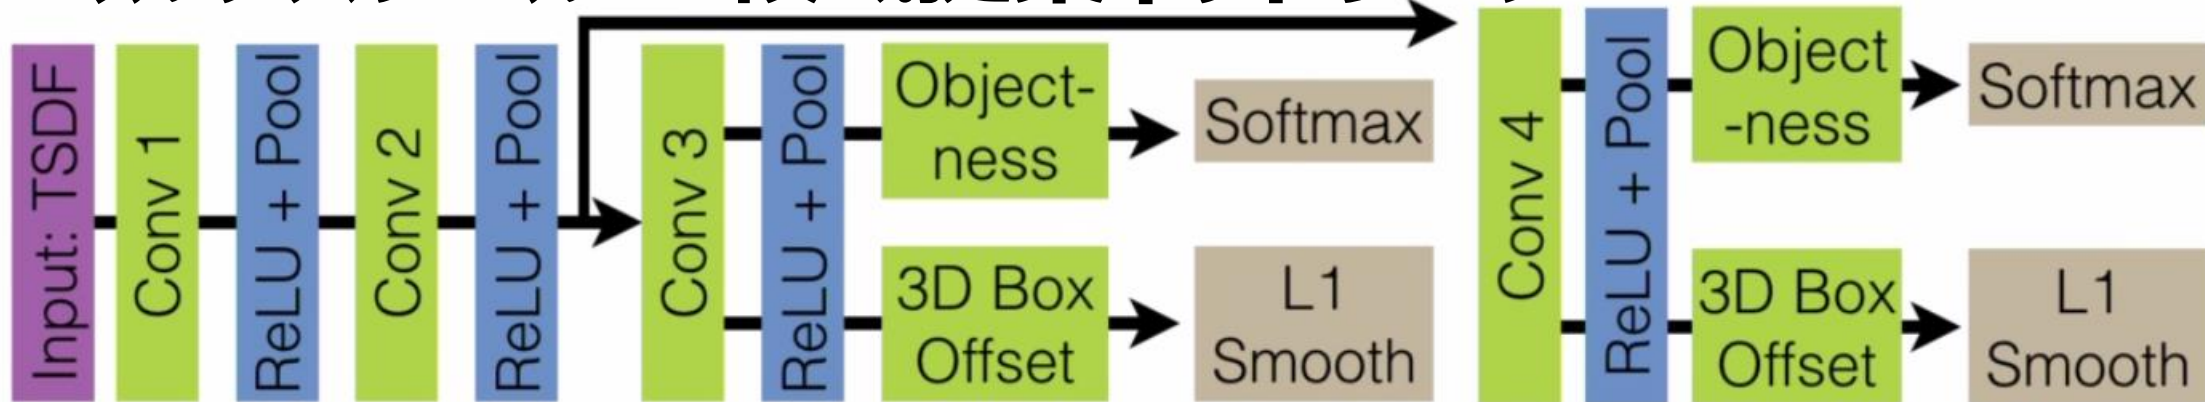 Input: TSDF
Conv 1
ReLU + Pool
Conv 2
ReLU + Pool
Conv 3
ReLU + Pool
Object-
ness
Softmax
3D Box
Offset
L1
Smooth
Conv 4
ReLU + Pool
Object
-ness
Softmax
3D Box
Offset
L1
Smooth